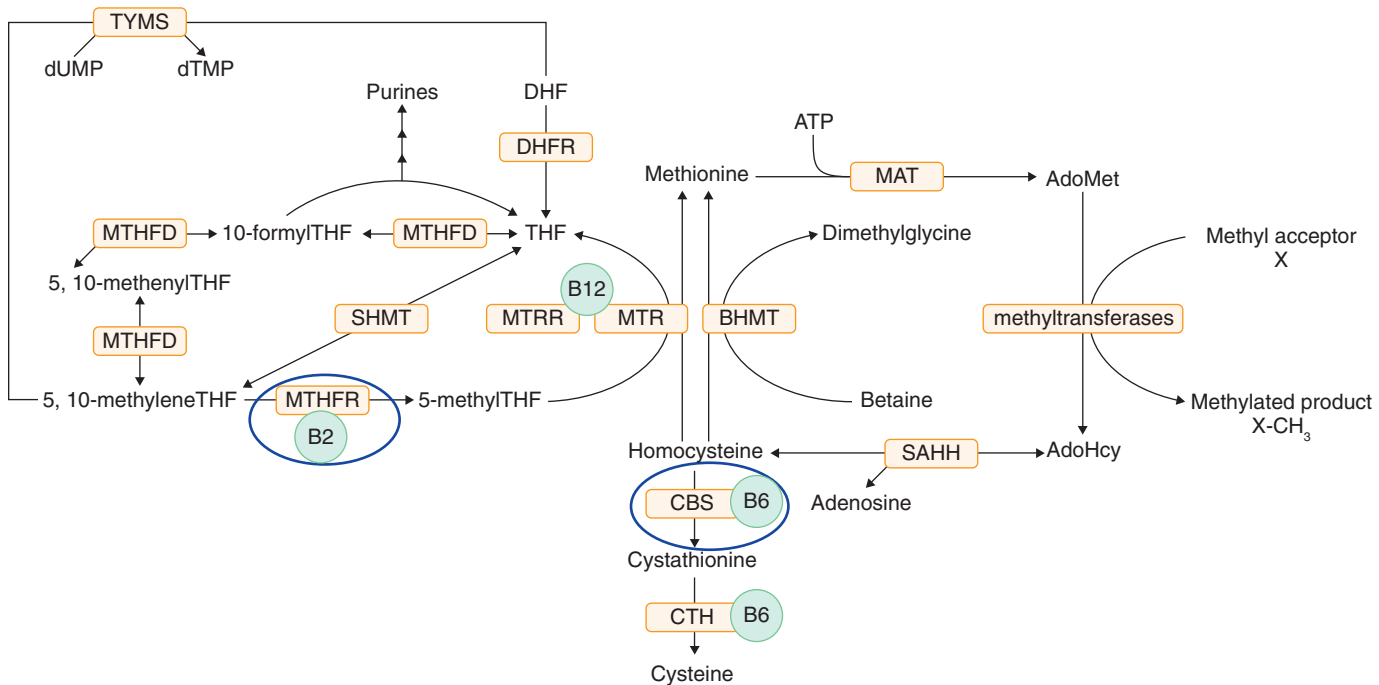 TYMS
dUMP
dTMP
Purines
DHF
ATP
DHFR
Methionine
MAT
AdoMet
MTHFD
10-formylTHF
MTHFD
THF
Dimethylglycine
Methyl acceptor
X
5, 10-methenylTHF
B12
MTHFD
SHMT
MTRR
MTR
BHMT
methyltransferases
5, 10-methyleneTHF
MTHFR
5-methylTHF
Betaine
Methylated product
X-CH3
B2
Homocysteine
SAHH
AdoHcy
CBS
B6
Adenosine
Cystathionine
CTH
B6
Cysteine